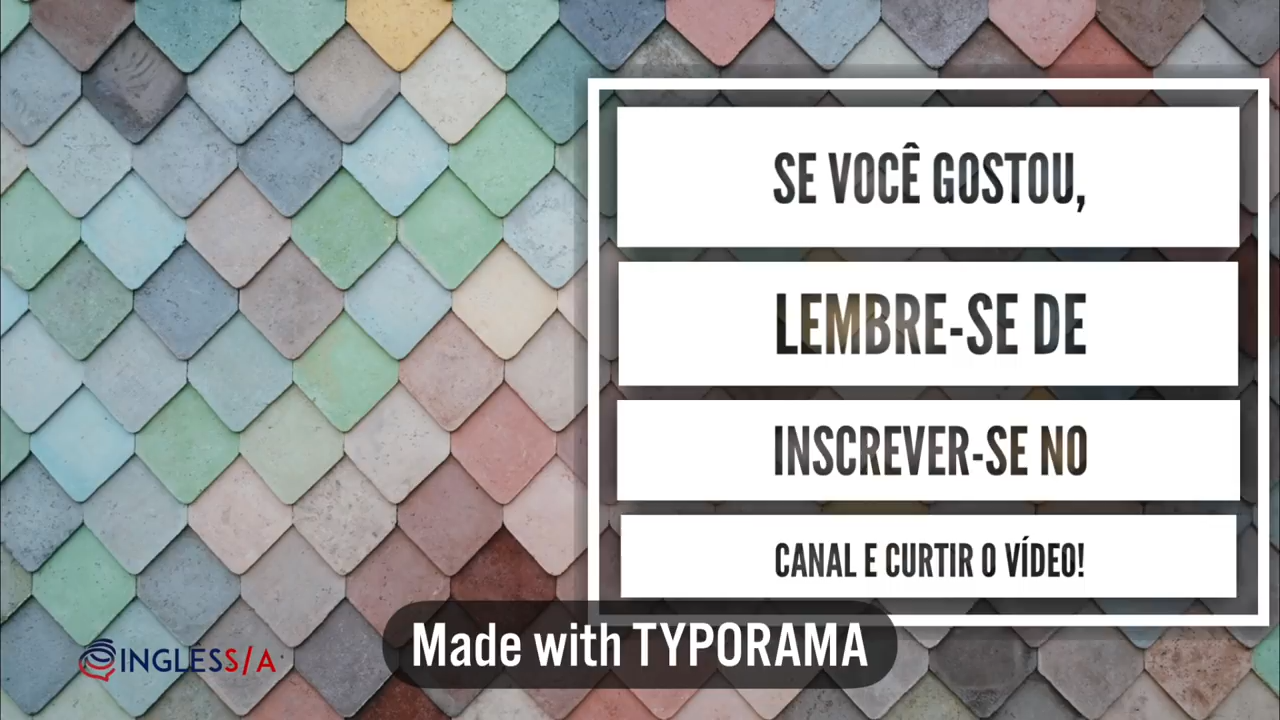 SE VOCÊ GOSTOU,
LEMBRE-SE DE
INSCREVER-SE NO
CANAL E CURTIR O VÍDEO!
Made with TYPORAMA
INGLESS/A